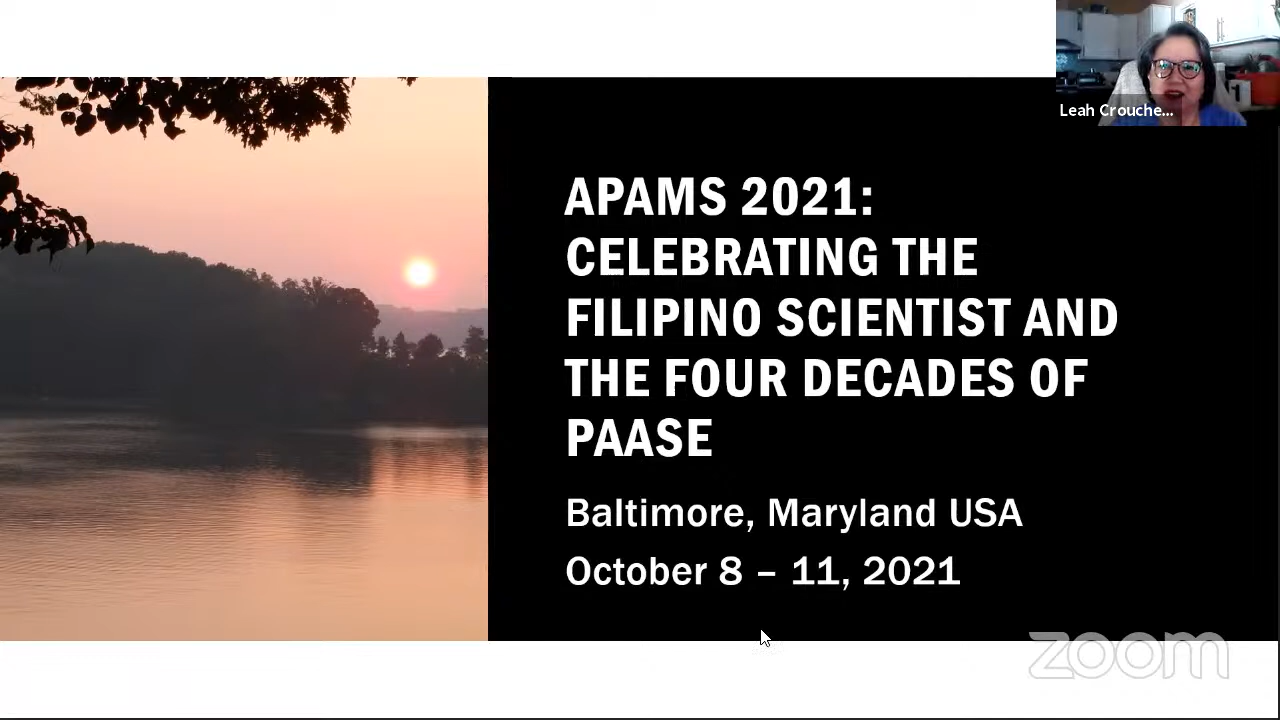 Leah Crouche...
APAMS 2021:
CELEBRATING THE
FILIPINO SCIENTIST AND
THE FOUR DECADES OF
PAASE
Baltimore, Maryland USA
October 8 – 11, 2021
zoom